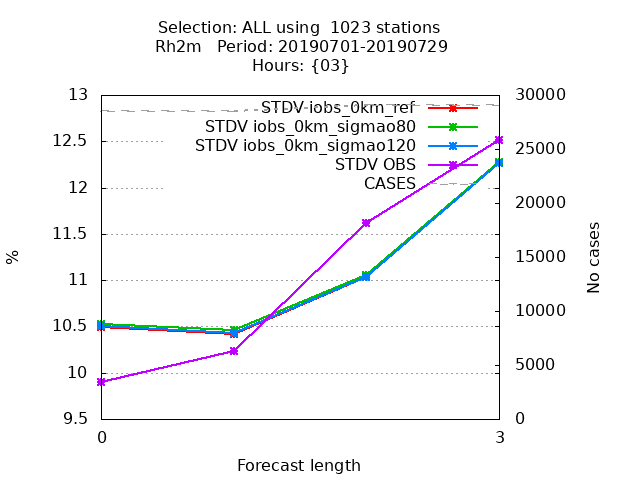 Selection: ALL using  1023 stations
Rh2m   Period: 20190701-20190729
Hours: {03}
13
12.5
12
11.5
11
10.5
10
9.5
%
STDV iobs_0km_ref
STDV iobs_0km_sigmao80
STDV iobs_0km_sigmao120
STDV OBS
CASES
30000
25000
20000
15000
10000
5000
0
No cases
0
3
Forecast length